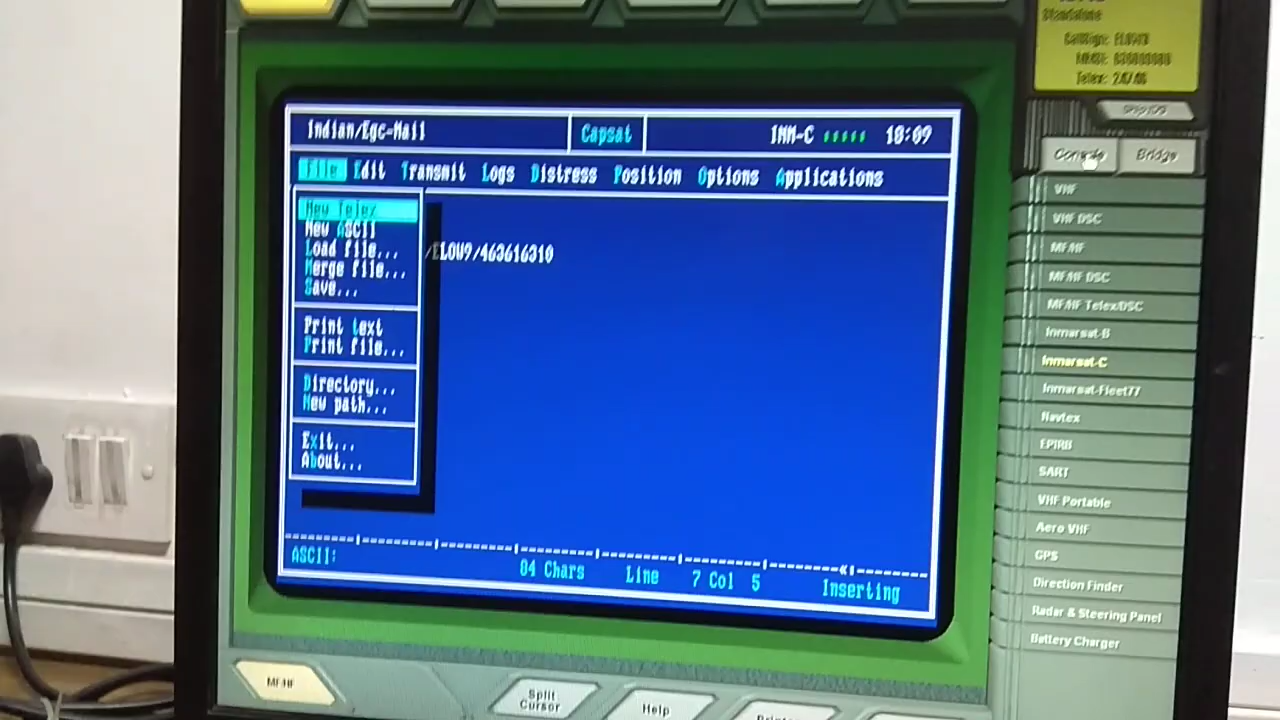 Standalone
Indian/Egc-Mail
Capsat
INM-C
18:09
File Edit Transmit Logs Distress Position Options Applications
New Telex
New ASCII
Load file...
Merge file...
Save...
Print text
Print file...
Directory...
New path...
Exit...
About...
/ELOW9/463616310
ASCII:
04 Chars Line 7 Col 5 Inserting
Console
Bridge
VHF
VHF DSC
MF/HF
MF/HF DSC
MF/HF Telex/DSC
Inmarsat-B
Inmarsat-C
Inmarsat-Fleet77
Navtex
EPIRB
SART
VHF Portable
Aero VHF
GPS
Direction Finder
Radar & Steering Panel
Battery Charger
MF/HF
Split
Cursor
Help